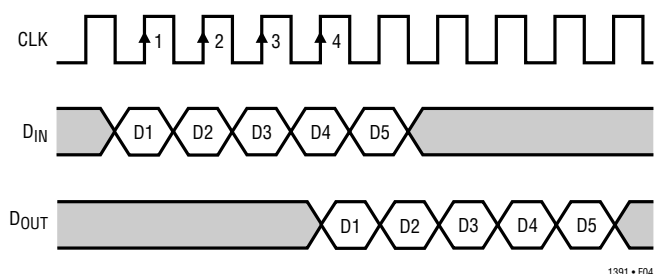 CLK 1 2 3 4
DIN D1 D2 D3 D4 D5
DOUT D1 D2 D3 D4 D5
1391 • F04